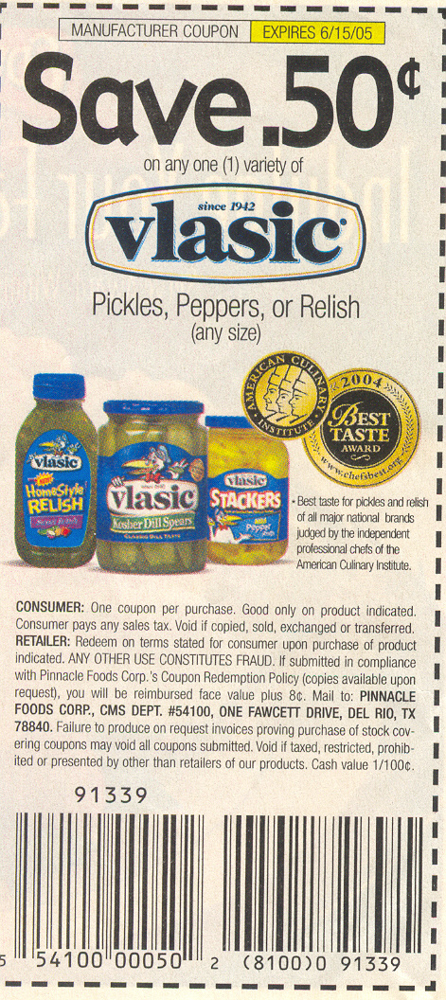 MANUFACTURER COUPON EXPIRES 6/15/05
Save .50¢
on any one (1) variety of
since 1942
vlasic®
Pickles, Peppers, or Relish
(any size)
AMERICAN CULINARY INSTITUTE
2004
BEST
TASTE
AWARD
www.chefsbest.org
vlasic
HomeStyle
RELISH
vlasic
Kosher Dill Spears
vlasic
STACKERS
• Best taste for pickles and relish
of all major national brands
judged by the independent
professional chefs of the
American Culinary Institute.
CONSUMER: One coupon per purchase. Good only on product indicated.
Consumer pays any sales tax. Void if copied, sold, exchanged or transferred.
RETAILER: Redeem on terms stated for consumer upon purchase of product
indicated. ANY OTHER USE CONSTITUTES FRAUD. If submitted in compliance
with Pinnacle Foods Corp.'s Coupon Redemption Policy (copies available upon
request), you will be reimbursed face value plus 8¢. Mail to: PINNACLE
FOODS CORP., CMS DEPT. #54100, ONE FAWCETT DRIVE, DEL RIO, TX
78840. Failure to produce on request invoices proving purchase of stock cov-
ering coupons may void all coupons submitted. Void if taxed, restricted, prohib-
ited or presented by other than retailers of our products. Cash value 1/100¢.
91339
5 54100 00050 2 (8100)0 91339